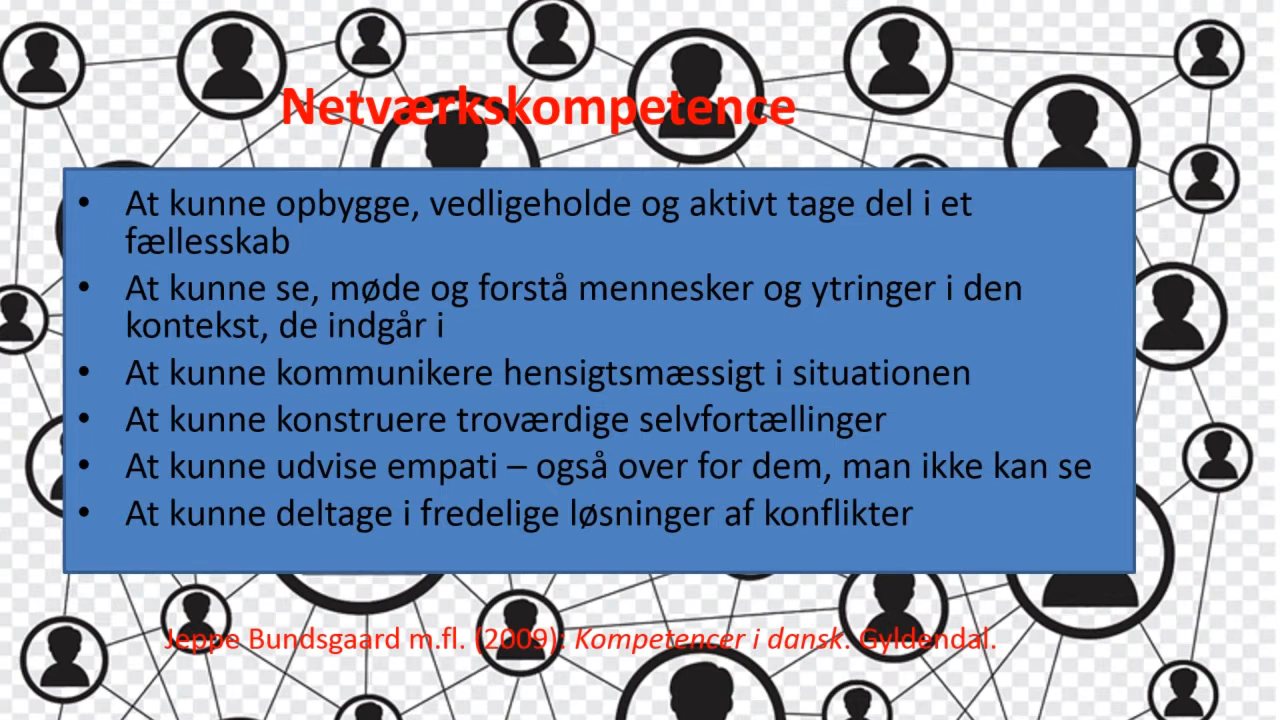 Netværkskompetence
• At kunne opbygge, vedligeholde og aktivt tage del i et
fællesskab
• At kunne se, møde og forstå mennesker og ytringer i den
kontekst, de indgår i
• At kunne kommunikere hensigtsmæssigt i situationen
• At kunne konstruere troværdige selvfortællinger
• At kunne udvise empati – også over for dem, man ikke kan se
• At kunne deltage i fredelige løsninger af konflikter
Jeppe Bundsgaard m.fl. (2009): Kompetencer i dansk. Gyldendal.